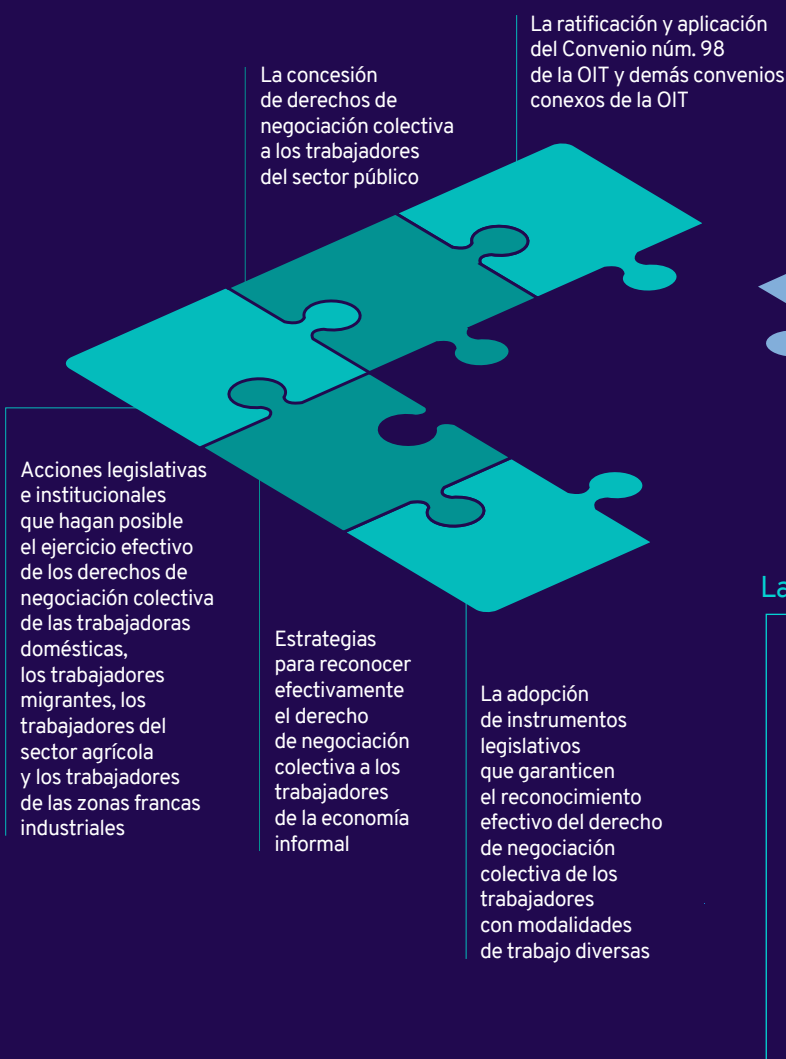 La ratificación y aplicación
del Convenio núm. 98
de la OIT y demás convenios
conexos de la OIT
La concesión
de derechos de
negociación colectiva
a los trabajadores
del sector público
Acciones legislativas
e institucionales
que hagan posible
el ejercicio efectivo
de los derechos de
negociación colectiva
de las trabajadoras
domésticas,
los trabajadores
migrantes, los
trabajadores del
sector agrícola
y los trabajadores
de las zonas francas
industriales
Estrategias
para reconocer
efectivamente
el derecho
de negociación
colectiva a los
trabajadores
de la economía
informal
La adopción
de instrumentos
legislativos
que garanticen
el reconocimiento
efectivo del derecho
de negociación
colectiva de los
trabajadores
con modalidades
de trabajo diversas
La